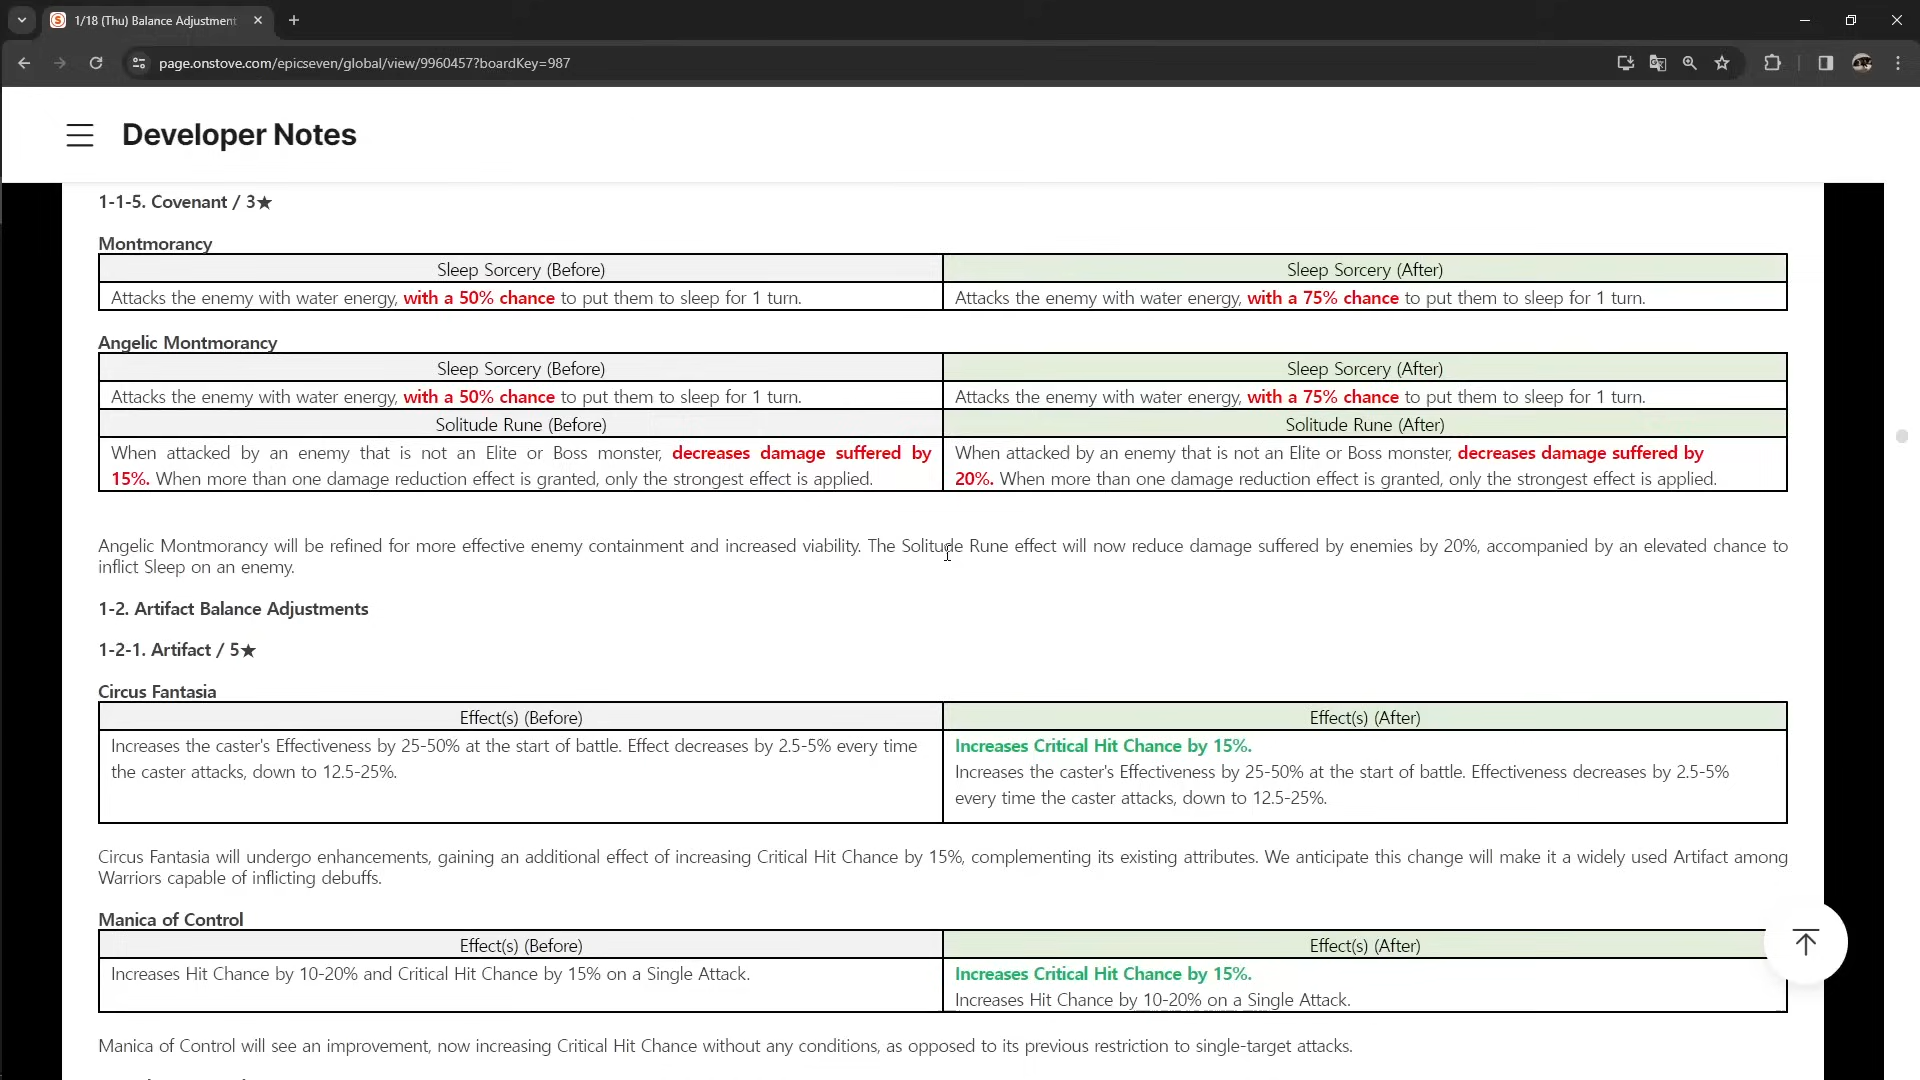 1/18 (Thu) Balance Adjustment
page.onstove.com/epicseven/global/view/9960457?boardKey=987
Developer Notes
1-1-5. Covenant / 3★
Montmorancy
Sleep Sorcery (Before)
Sleep Sorcery (After)
Attacks the enemy with water energy, with a 50% chance to put them to sleep for 1 turn.
Attacks the enemy with water energy, with a 75% chance to put them to sleep for 1 turn.
Angelic Montmorancy
Sleep Sorcery (Before)
Sleep Sorcery (After)
Attacks the enemy with water energy, with a 50% chance to put them to sleep for 1 turn.
Attacks the enemy with water energy, with a 75% chance to put them to sleep for 1 turn.
Solitude Rune (Before)
Solitude Rune (After)
When attacked by an enemy that is not an Elite or Boss monster, decreases damage suffered by
15%. When more than one damage reduction effect is granted, only the strongest effect is applied.
When attacked by an enemy that is not an Elite or Boss monster, decreases damage suffered by
20%. When more than one damage reduction effect is granted, only the strongest effect is applied.
Angelic Montmorancy will be refined for more effective enemy containment and increased viability. The Solitude Rune effect will now reduce damage suffered by enemies by 20%, accompanied by an elevated chance to
inflict Sleep on an enemy.
1-2. Artifact Balance Adjustments
1-2-1. Artifact / 5★
Circus Fantasia
Effect(s) (Before)
Effect(s) (After)
Increases the caster's Effectiveness by 25-50% at the start of battle. Effect decreases by 2.5-5% every time
the caster attacks, down to 12.5-25%.
Increases Critical Hit Chance by 15%.
Increases the caster's Effectiveness by 25-50% at the start of battle. Effectiveness decreases by 2.5-5%
every time the caster attacks, down to 12.5-25%.
Circus Fantasia will undergo enhancements, gaining an additional effect of increasing Critical Hit Chance by 15%, complementing its existing attributes. We anticipate this change will make it a widely used Artifact among
Warriors capable of inflicting debuffs.
Manica of Control
Effect(s) (Before)
Effect(s) (After)
Increases Hit Chance by 10-20% and Critical Hit Chance by 15% on a Single Attack.
Increases Critical Hit Chance by 15%.
Increases Hit Chance by 10-20% on a Single Attack.
Manica of Control will see an improvement, now increasing Critical Hit Chance without any conditions, as opposed to its previous restriction to single-target attacks.